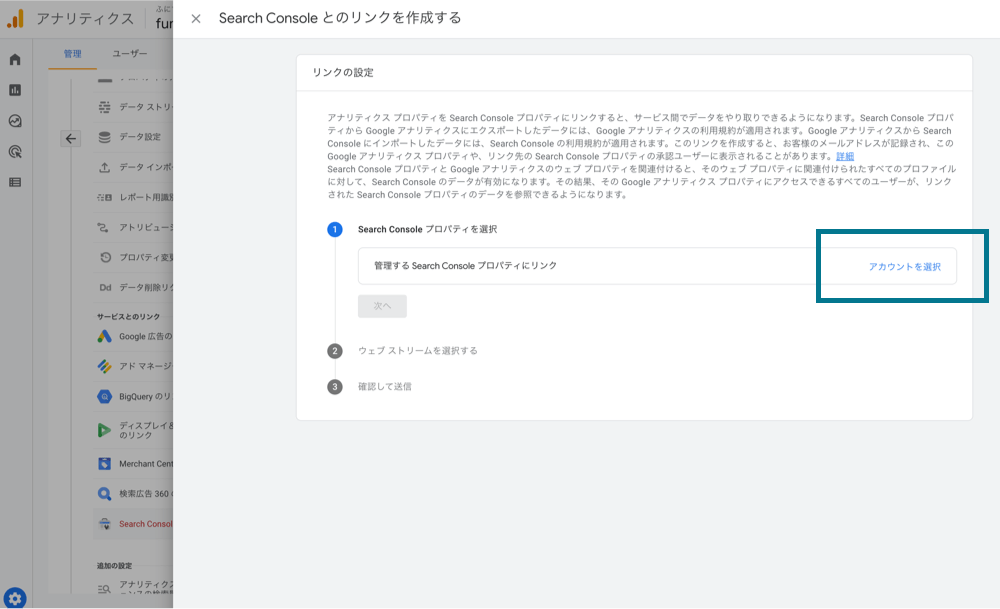 アナリティクス
ふに
fur
Search Console とのリンクを作成する
管理
ユーザー
データ ストリ
データ設定
データ インポ
レポート用識別
アトリビュー
プロパティ変更
Dd データ削除リク
サービスとのリンク
Google 広告の
アド マネージ
BigQuery のリ
ディスプレイ&
のリンク
Merchant Cent
検索広告 360 の
Search Consol
追加の設定
アナリティクス
リンクの設定
アナリティクス プロパティを Search Console プロパティにリンクすると、サービス間でデータをやり取りできるようになります。Search Console プロパ
ティから Google アナリティクスにエクスポートしたデータには、Google アナリティクスの利用規約が適用されます。Google アナリティクスから Search
Console にインポートしたデータには、Search Console の利用規約が適用されます。このリンクを作成すると、お客様のメールアドレスが記録され、この
Google アナリティクス プロパティや、リンク先の Search Console プロパティの承認ユーザーに表示されることがあります。詳細
Search Console プロパティと Google アナリティクスのウェブ プロパティを関連付けると、そのウェブ プロパティに関連付けられたすべてのプロファイル
に対して、Search Console のデータが有効になります。その結果、その Google アナリティクス プロパティにアクセスできるすべてのユーザーが、リンク
された Search Console プロパティのデータを参照できるようになります。
1 Search Console プロパティを選択
管理する Search Console プロパティにリンク
アカウントを選択
次へ
2 ウェブ ストリームを選択する
3 確認して送信